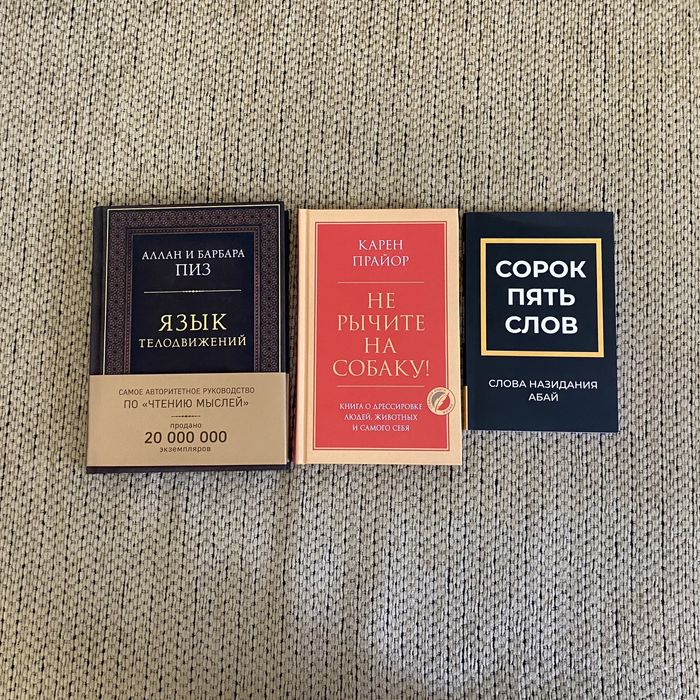 АЛЛАН И БАРБАРА
ПИЗ
ЯЗЫК
ТЕЛОДВИЖЕНИЙ
САМОЕ АВТОРИТЕТНОЕ РУКОВОДСТВО
ПО «ЧТЕНИЮ МЫСЛЕЙ»
продано
20 000 000
экземпляров
КАРЕН
ПРАЙОР
НЕ
РЫЧИТЕ
НА
СОБАКУ!
КНИГА О ДРЕССИРОВКЕ
ЛЮДЕЙ, ЖИВОТНЫХ
И САМОГО СЕБЯ
СОРОК
ПЯТЬ
СЛОВ
СЛОВА НАЗИДАНИЯ
АБАЙ